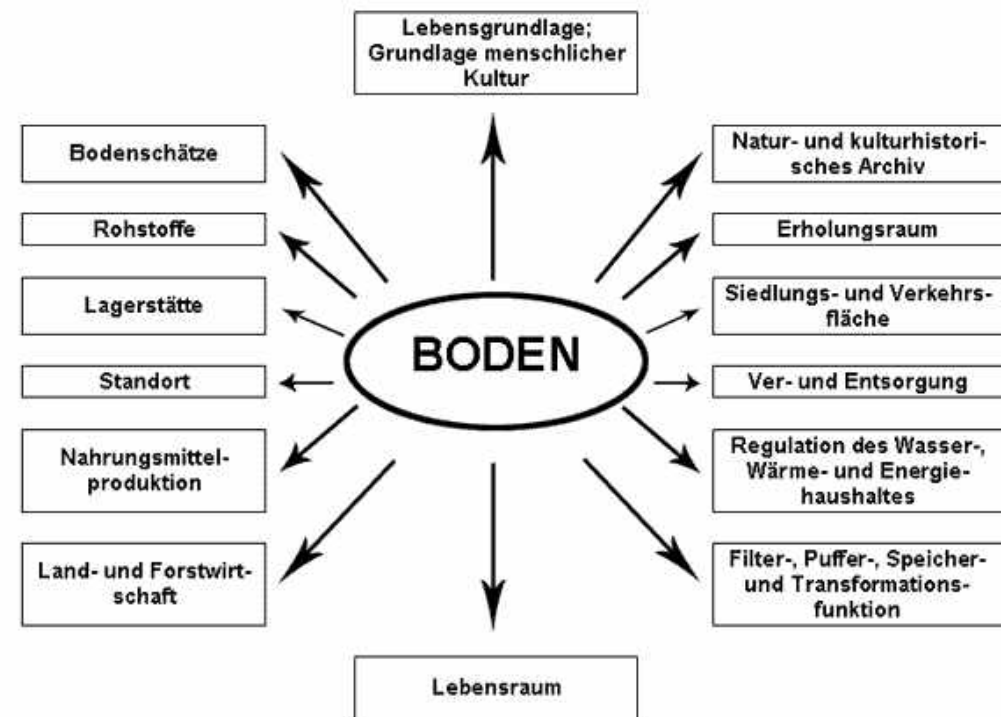 Lebensgrundlage;
Grundlage menschlicher
Kultur
Bodenschätze
Rohstoffe
Lagerstätte
Standort
Nahrungsmittel-
produktion
Land- und Forstwirt-
schaft
BODEN
Natur- und kulturhistori-
sches Archiv
Erholungsraum
Siedlungs- und Verkehrs-
fläche
Ver- und Entsorgung
Regulation des Wasser-,
Wärme- und Energie-
haushaltes
Filter-, Puffer-, Speicher-
und Transformations-
funktion
Lebensraum